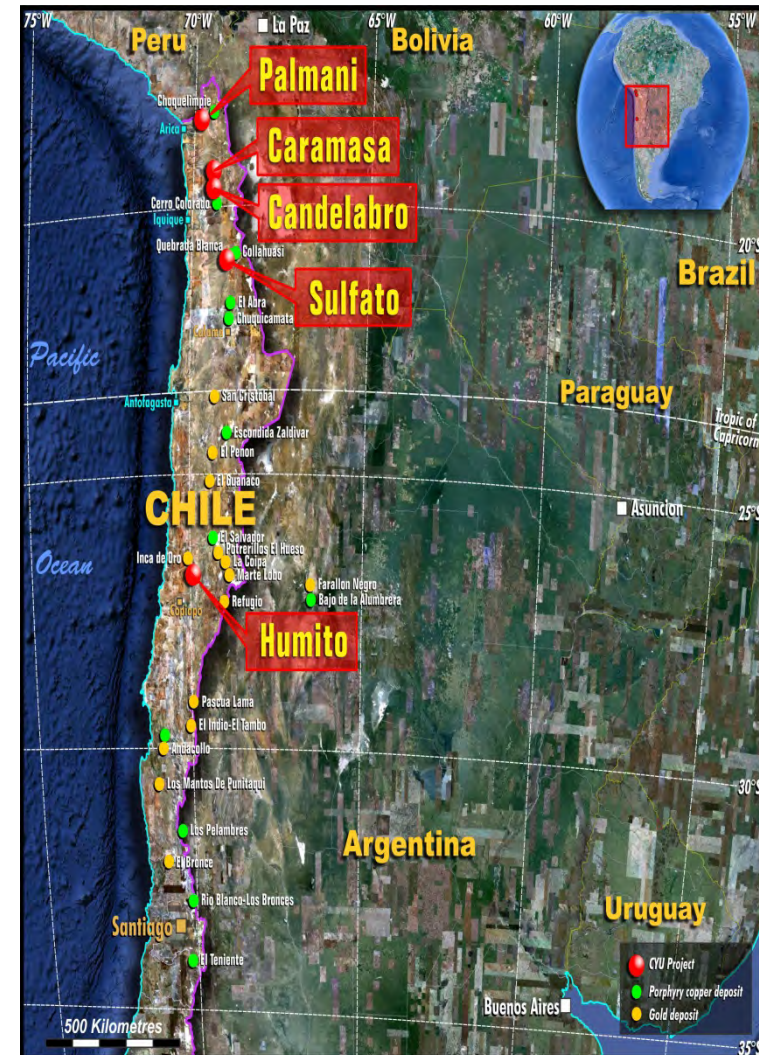 75°W
70°W
65°W
60°W
55°W
La Paz
Peru
Bolivia
Palmani
Choquelimpie
Arica
Caramasa
Cerro Colorado
Candelabro
Iquique
20°S
Quebrada Blanca
Collahuasi
Brazil
Sulfato
El Abra
Chuquicamata
Calama
Pacific
Paraguay
Antofagasta
San Cristobal
Tropic of
Capricorn
Escondida Zaldivar
El Penon
El Guanaco
CHILE
Asuncion
25°S
El Salvador
Potrerillos El Hueso
Inca de Oro
La Coipa
Ocean
Marte Lobo
Farallon Negro
Bajo de la Alumbrera
Refugio
Copiago
Humito
Pascua Lama
El Indio-El Tambo
Andacollo
Los Mantos De Punitaqui
30°S
Los Pelambres
Argentina
El Bronce
Rio Blanco-Los Bronces
Uruguay
Santiago
CYU Project
El Teniente
Porphyry copper deposit
Gold deposit
Buenos Aires
500 Kilometres
35°S